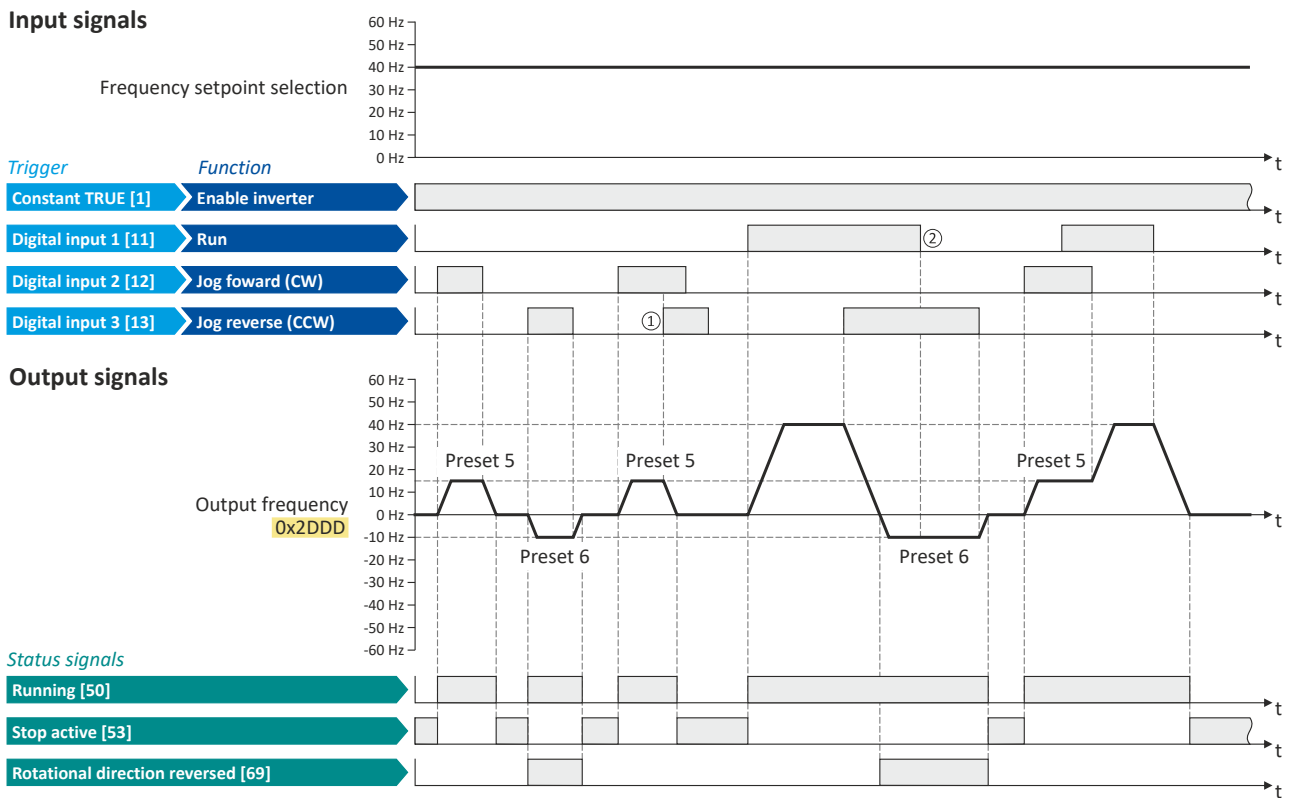 Input signals
60 Hz
50 Hz
40 Hz
Frequency setpoint selection
30 Hz
20 Hz
10 Hz
0 Hz
t
Trigger Function
Constant TRUE [1] Enable inverter
t
Digital input 1 [11] Run
②
t
Digital input 2 [12] Jog foward (CW)
t
Digital input 3 [13] Jog reverse (CCW)
①
t
Output signals
60 Hz
50 Hz
40 Hz
30 Hz
20 Hz
10 Hz
0 Hz
-10 Hz
-20 Hz
-30 Hz
-40 Hz
-50 Hz
-60 Hz
Preset 5 Preset 5 Preset 5
Output frequency
0x2DDD
t
Preset 6 Preset 6
Status signals
Running [50]
t
Stop active [53]
t
Rotational direction reversed [69]
t